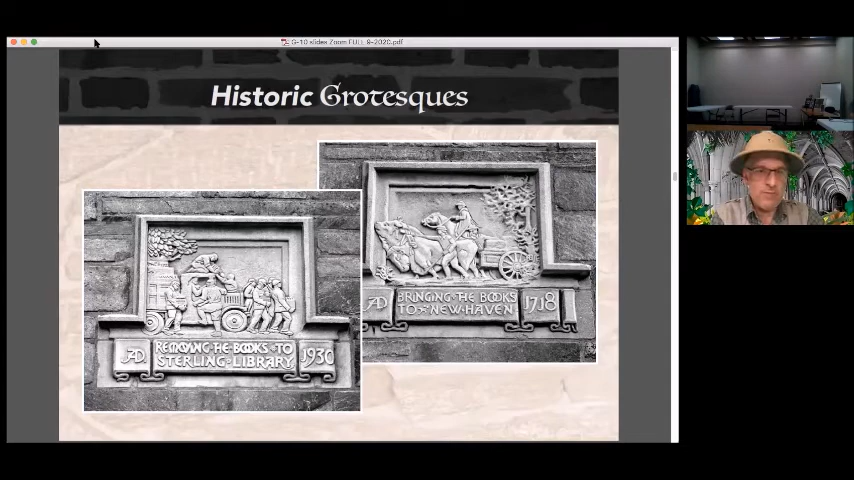 G-10 slides Zoom FULL 9-2020.pdf
Historic Grotesques
A.D.
REMOVING·THE·BOOKS·TO
STERLING·LIBRARY
1930
AD
BRINGING·THE·BOOKS
TO·NEW·HAVEN
1718